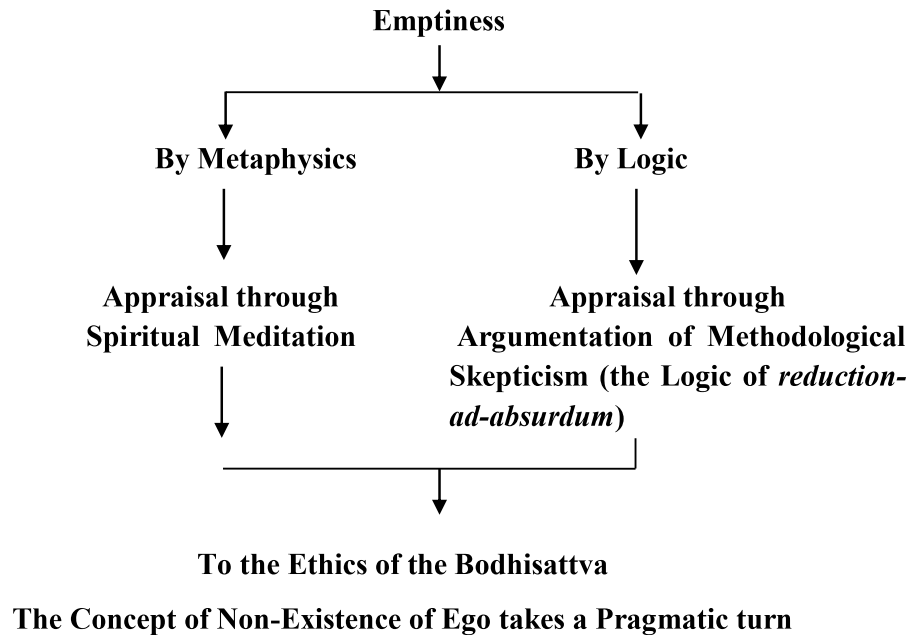 Emptiness
By Metaphysics
By Logic
Appraisal through
Spiritual Meditation
Appraisal through
Argumentation of Methodological
Skepticism (the Logic of reduction-
ad-absurdum)
To the Ethics of the Bodhisattva
The Concept of Non-Existence of Ego takes a Pragmatic turn